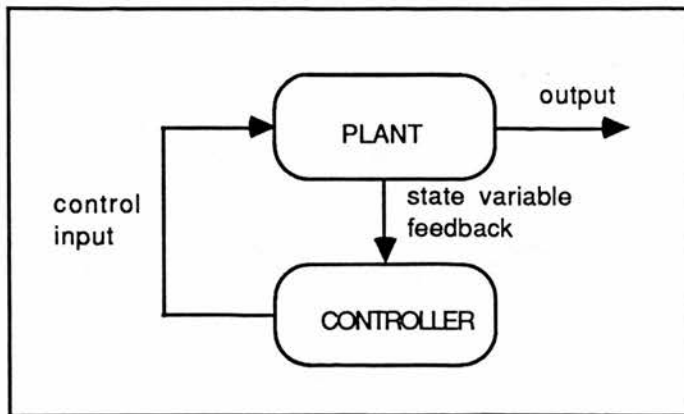 output
PLANT
control
input
state variable
feedback
CONTROLLER